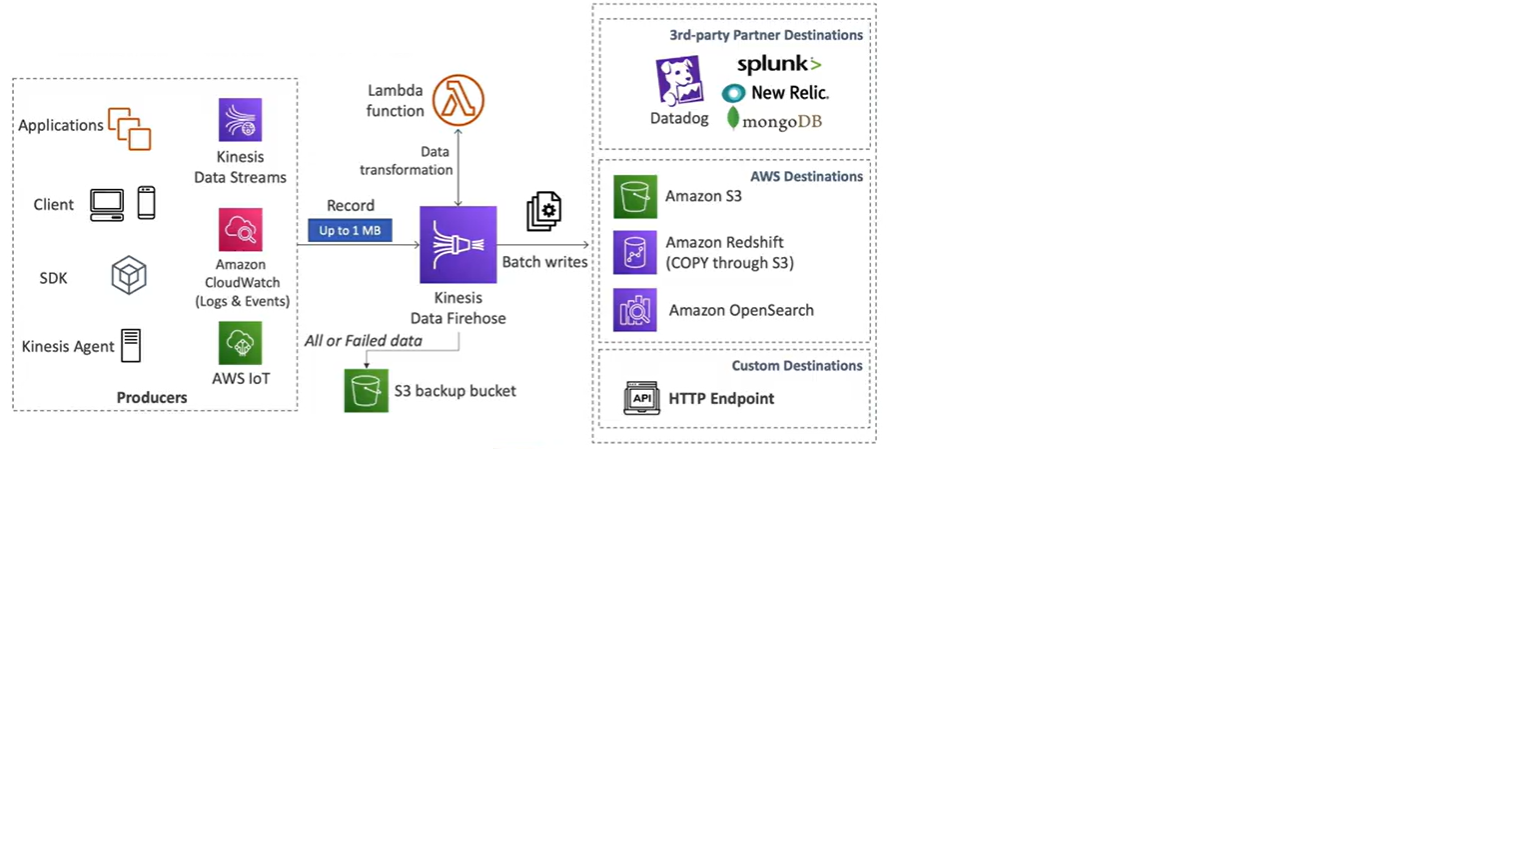 Applications
Kinesis
Data Streams
Client
Amazon
CloudWatch
(Logs & Events)
SDK
Kinesis Agent
AWS IoT
Producers
Lambda
function
Data
transformation
Record
Up to 1 MB
Kinesis
Data Firehose
Batch writes
All or Failed data
S3 backup bucket
3rd-party Partner Destinations
Datadog
splunk>
New Relic.
mongoDB
AWS Destinations
Amazon S3
Amazon Redshift
(COPY through S3)
Amazon OpenSearch
Custom Destinations
API
HTTP Endpoint